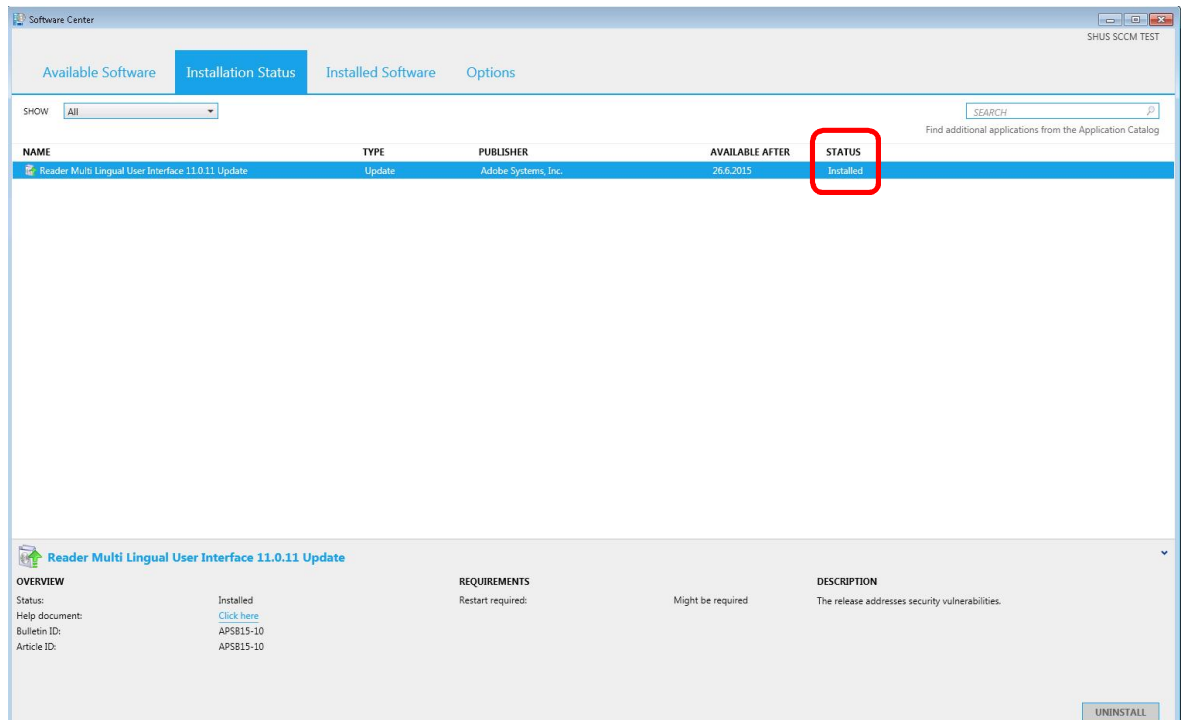 Software Center
SHUS SCCM TEST
Available Software Installation Status Installed Software Options
SHOW All SEARCH
Find additional applications from the Application Catalog
NAME TYPE PUBLISHER AVAILABLE AFTER STATUS
Reader Multi Lingual User Interface 11.0.11 Update Update Adobe Systems, Inc. 26.6.2015 Installed
Reader Multi Lingual User Interface 11.0.11 Update
OVERVIEW REQUIREMENTS DESCRIPTION
Status: Installed Restart required: Might be required The release addresses security vulnerabilities.
Help document: Click here
Bulletin ID: APSB15-10
Article ID: APSB15-10
UNINSTALL